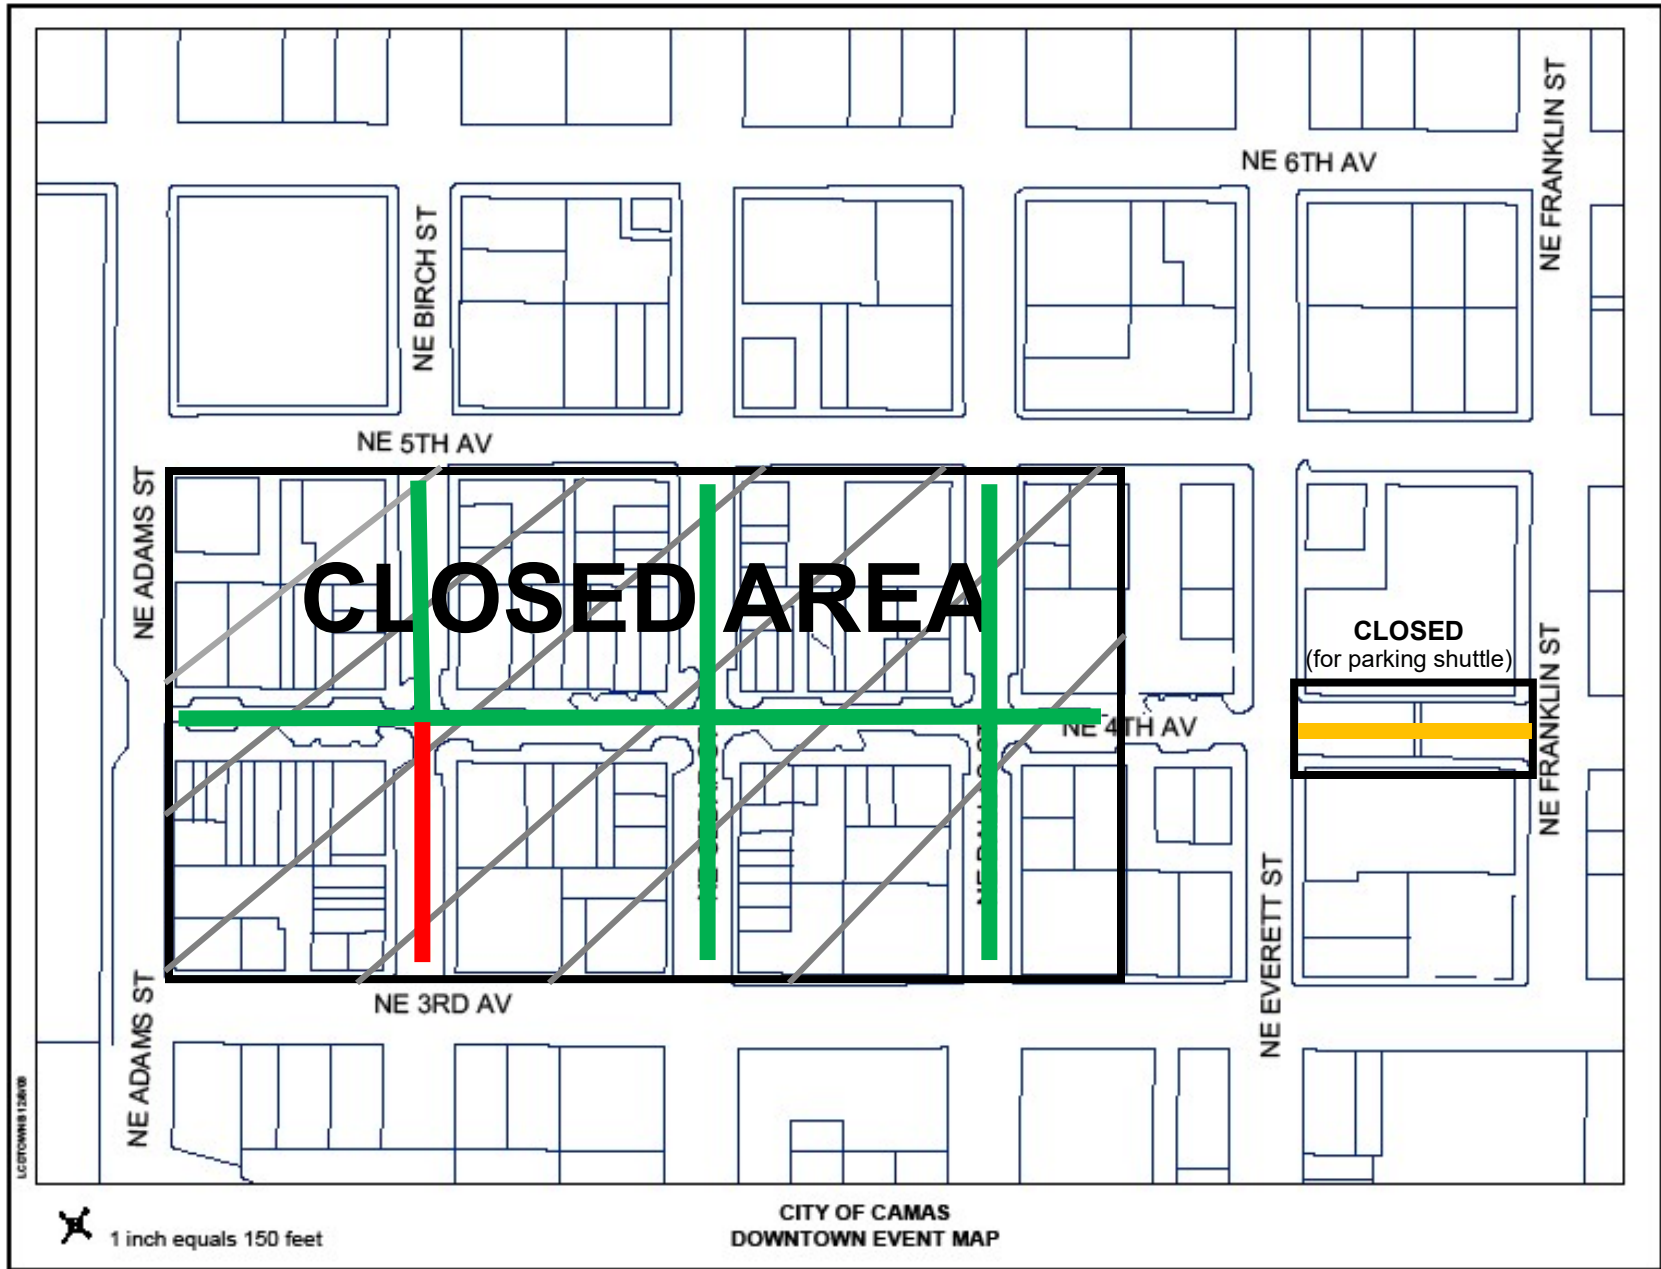 NE FRANKLIN ST
NE 6TH AV
NE BIRCH ST
NE 5TH AV
NE ADAMS ST
CLOSED AREA
CLOSED
(for parking shuttle)
NE FRANKLIN ST
NE 4TH AV
NE EVERETT ST
NE ADAMS ST
NE 3RD AV
1 inch equals 150 feet
CITY OF CAMAS
DOWNTOWN EVENT MAP